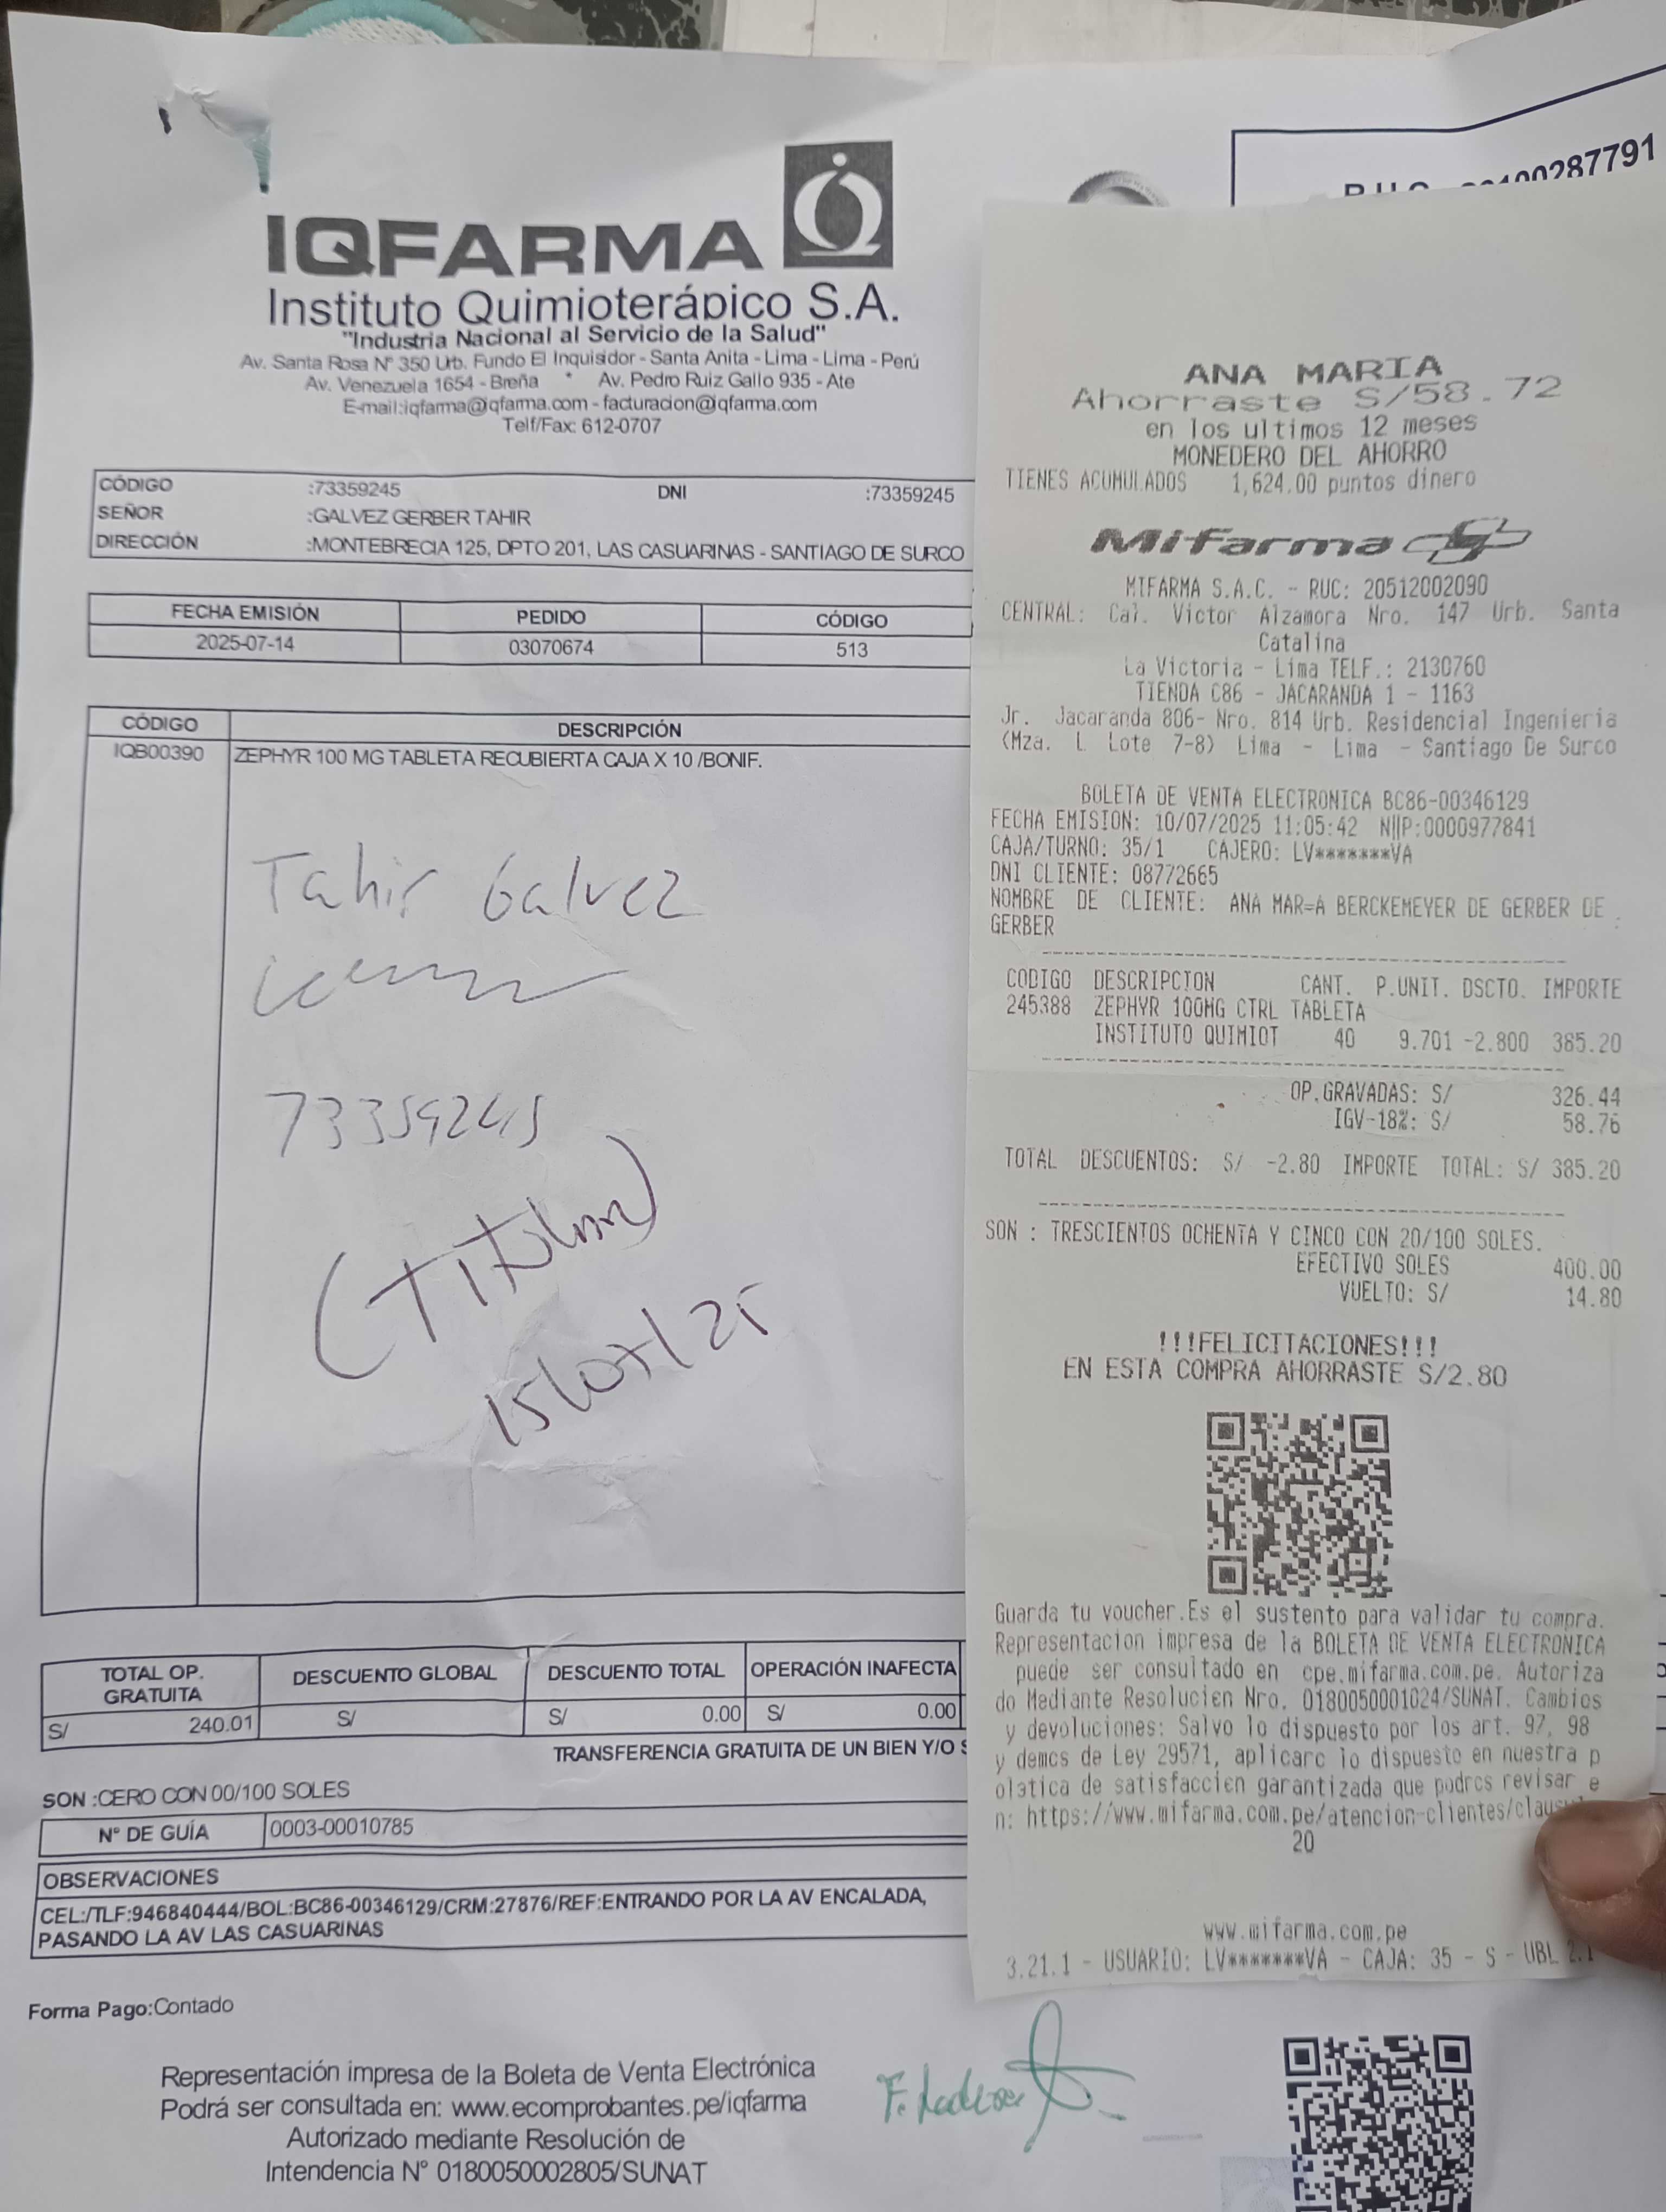 IQFARMA
Instituto Quimioterápico S.A.
"Industria Nacional al Servicio de la Salud"
Av. Santa Rosa Nº 350 Urb. Fundo El Inquisidor - Santa Anita - Lima - Lima - Perú
Av. Venezuela 1654 - Breña * Av. Pedro Ruiz Gallo 935 - Ate
E-mail:iqfarma@iqfarma.com - facturacion@iqfarma.com
Telf/Fax: 612-0707
CÓDIGO :73359245 DNI :73359245
SEÑOR :GALVEZ GERBER TAHIR
DIRECCIÓN :MONTEBRECIA 125, DPTO 201, LAS CASUARINAS - SANTIAGO DE SURCO
FECHA EMISIÓN PEDIDO CÓDIGO
2025-07-14 03070674 513
CÓDIGO DESCRIPCIÓN
IQB00390 ZEPHYR 100 MG TABLETA RECUBIERTA CAJA X 10 /BONIF.
Tahir Galvez
73359245
(Titular)
15/07/25
TOTAL OP. GRATUITA DESCUENTO GLOBAL DESCUENTO TOTAL OPERACIÓN INAFECTA
S/ 240.01 S/ S/ 0.00 S/ 0.00
TRANSFERENCIA GRATUITA DE UN BIEN Y/O S
SON :CERO CON 00/100 SOLES
Nº DE GUÍA 0003-00010785
OBSERVACIONES
CEL:/TLF:946840444/BOL:BC86-00346129/CRM:27876/REF:ENTRANDO POR LA AV ENCALADA,
PASANDO LA AV LAS CASUARINAS
Forma Pago:Contado
Representación impresa de la Boleta de Venta Electrónica
Podrá ser consultada en: www.ecomprobantes.pe/iqfarma
Autorizado mediante Resolución de
Intendencia Nº 0180050002805/SUNAT
00287791
ANA MARIA
Ahorraste S/58.72
en los ultimos 12 meses
MONEDERO DEL AHORRO
TIENES ACUMULADOS 1,624.00 puntos dinero
Mifarma
MIFARMA S.A.C. - RUC: 20512002090
CENTRAL: Cal. Victor Alzamora Nro. 147 Urb. Santa
Catalina
La Victoria - Lima TELF.: 2130760
TIENDA C86 - JACARANDA 1 - 1163
Jr. Jacaranda 806- Nro. 814 Urb. Residencial Ingenieria
(Mza. L Lote 7-8) Lima - Lima - Santiago De Surco
BOLETA DE VENTA ELECTRONICA BC86-00346129
FECHA EMISION: 10/07/2025 11:05:42 N||P:0000977841
CAJA/TURNO: 35/1 CAJERO: LV*******VA
DNI CLIENTE: 08772665
NOMBRE DE CLIENTE: ANA MAR=A BERCKEMEYER DE GERBER DE
GERBER
CODIGO DESCRIPCION CANT. P.UNIT. DSCTO. IMPORTE
245388 ZEPHYR 100MG CTRL TABLETA
INSTITUTO QUIMIOT 40 9.701 -2.800 385.20
OP.GRAVADAS: S/ 326.44
IGV-18%: S/ 58.76
TOTAL DESCUENTOS: S/ -2.80 IMPORTE TOTAL: S/ 385.20
SON : TRESCIENTOS OCHENTA Y CINCO CON 20/100 SOLES.
EFECTIVO SOLES 400.00
VUELTO: S/ 14.80
!!!FELICITACIONES!!!
EN ESTA COMPRA AHORRASTE S/2.80
Guarda tu voucher.Es el sustento para validar tu compra.
Representacion impresa de la BOLETA DE VENTA ELECTRONICA
puede ser consultado en cpe.mifarma.com.pe. Autoriza
do Mediante Resolucien Nro. 0180050001024/SUNAT. Cambios
y devoluciones: Salvo lo dispuesto por los art. 97, 98
y demcs de Ley 29571, aplicarc lo dispuesto en nuestra p
olatica de satisfaccien garantizada que podrcs revisar e
n: https://www.mifarma.com.pe/atencion-clientes/
20
www.mifarma.com.pe
3.21.1 - USUARIO: LV*******VA - CAJA: 35 - S - UBL 2.1